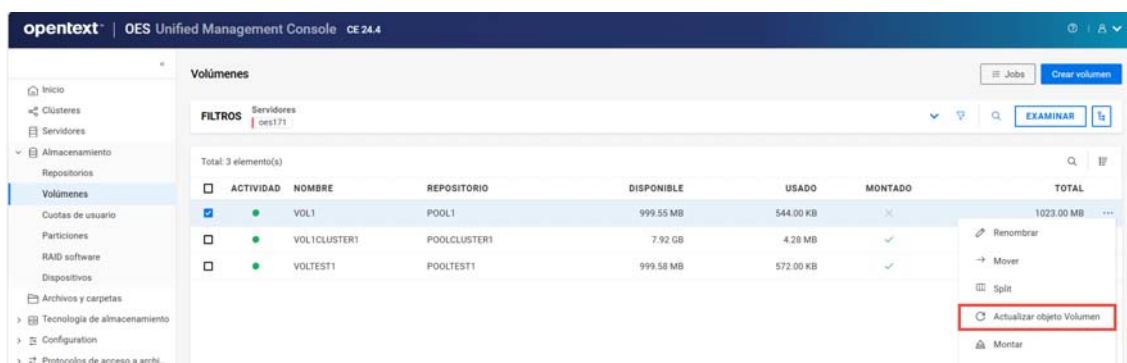 opentext™ | OES Unified Management Console CE 24.4
Inicio
Clústeres
Servidores
Almacenamiento
Repositorios
Volúmenes
Cuotas de usuario
Particiones
RAID software
Dispositivos
Archivos y carpetas
Tecnología de almacenamiento
Configuration
Protocolos de acceso a archi...
Volúmenes
Jobs
Crear volumen
FILTROS
Servidores
oes171
EXAMINAR
Total: 3 elemento(s)
ACTIVIDAD NOMBRE REPOSITORIO DISPONIBLE USADO MONTADO TOTAL
VOL1 POOL1 999.55 MB 544.00 KB 1023.00 MB
VOL1CLUSTER1 POOLCLUSTER1 7.92 GB 4.28 MB
VOLTEST1 POOLTEST1 999.58 MB 572.00 KB
Renombrar
Mover
Split
Actualizar objeto Volumen
Montar